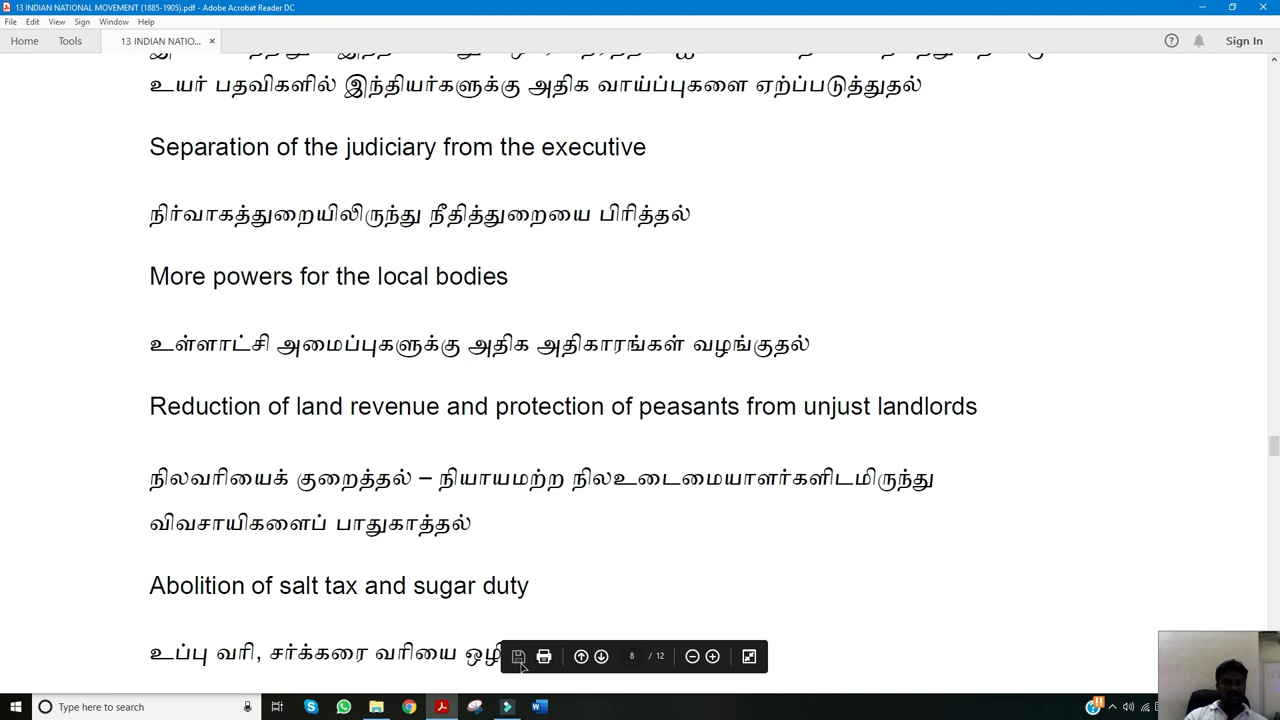 13 INDIAN NATIONAL MOVEMENT (1885-1905).pdf - Adobe Acrobat Reader DC
File Edit View Sign Window Help
Home Tools 13 INDIAN NATIO... × Sign In
உயர் பதவிகளில் இந்தியர்களுக்கு அதிக வாய்ப்புகளை ஏற்ப்படுத்துதல்
Separation of the judiciary from the executive
நிர்வாகத்துறையிலிருந்து நீதித்துறையை பிரித்தல்
More powers for the local bodies
உள்ளாட்சி அமைப்புகளுக்கு அதிக அதிகாரங்கள் வழங்குதல்
Reduction of land revenue and protection of peasants from unjust landlords
நிலவரியைக் குறைத்தல் – நியாயமற்ற நிலஉடைமையாளர்களிடமிருந்து
விவசாயிகளைப் பாதுகாத்தல்
Abolition of salt tax and sugar duty
உப்பு வரி, சர்க்கரை வரியை
8 / 12
Type here to search